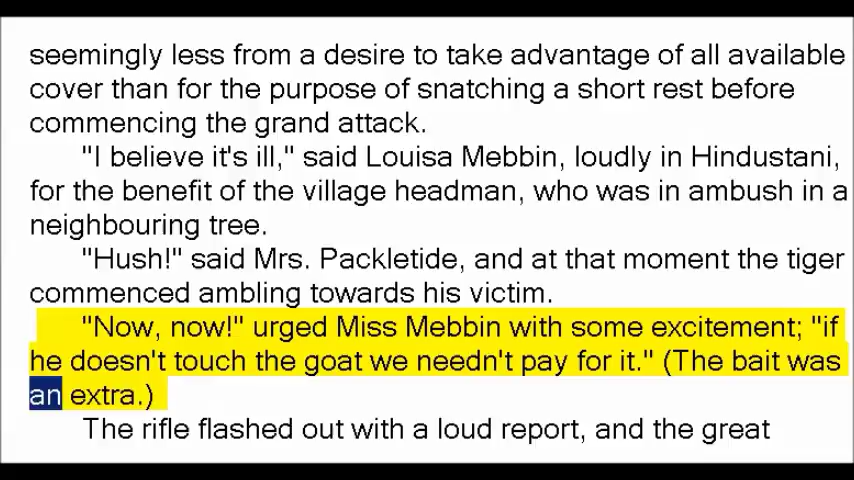 seemingly less from a desire to take advantage of all available
cover than for the purpose of snatching a short rest before
commencing the grand attack.
"I believe it's ill," said Louisa Mebbin, loudly in Hindustani,
for the benefit of the village headman, who was in ambush in a
neighbouring tree.
"Hush!" said Mrs. Packletide, and at that moment the tiger
commenced ambling towards his victim.
"Now, now!" urged Miss Mebbin with some excitement; "if
he doesn't touch the goat we needn't pay for it." (The bait was
an extra.)
The rifle flashed out with a loud report, and the great